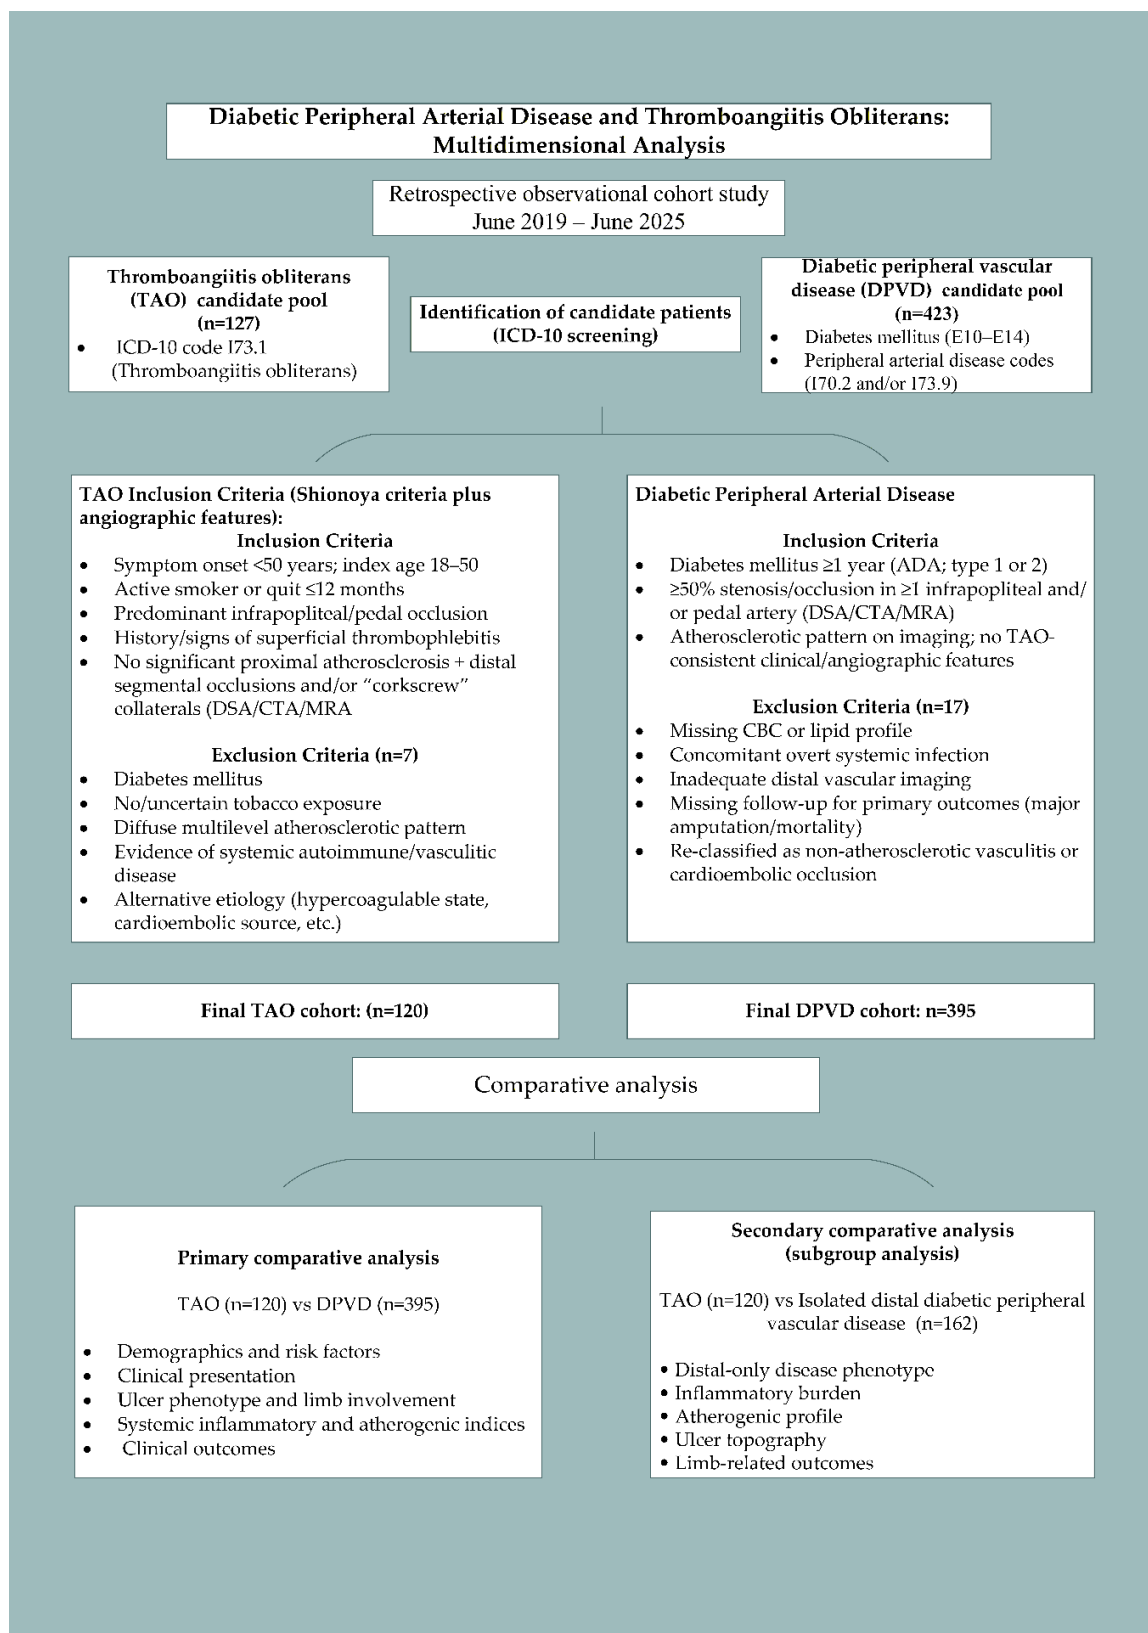 Diabetic Peripheral Arterial Disease and Thromboangiitis Obliterans:
Multidimensional Analysis
Retrospective observational cohort study
June 2019 – June 2025
Thromboangiitis obliterans
(TAO) candidate pool
(n=127)
• ICD-10 code I73.1
(Thromboangiitis obliterans)
Identification of candidate patients
(ICD-10 screening)
Diabetic peripheral vascular
disease (DPVD) candidate pool
(n=423)
• Diabetes mellitus (E10–E14)
• Peripheral arterial disease codes
(I70.2 and/or I73.9)
TAO Inclusion Criteria (Shionoya criteria plus
angiographic features):
Inclusion Criteria
• Symptom onset <50 years; index age 18–50
• Active smoker or quit ≤12 months
• Predominant infrapopliteal/pedal occlusion
• History/signs of superficial thrombophlebitis
• No significant proximal atherosclerosis + distal
segmental occlusions and/or “corkscrew”
collaterals (DSA/CTA/MRA
Exclusion Criteria (n=7)
• Diabetes mellitus
• No/uncertain tobacco exposure
• Diffuse multilevel atherosclerotic pattern
• Evidence of systemic autoimmune/vasculitic
disease
• Alternative etiology (hypercoagulable state,
cardioembolic source, etc.)
Diabetic Peripheral Arterial Disease
Inclusion Criteria
• Diabetes mellitus ≥1 year (ADA; type 1 or 2)
• ≥50% stenosis/occlusion in ≥1 infrapopliteal and/
or pedal artery (DSA/CTA/MRA)
• Atherosclerotic pattern on imaging; no TAO-
consistent clinical/angiographic features
Exclusion Criteria (n=17)
• Missing CBC or lipid profile
• Concomitant overt systemic infection
• Inadequate distal vascular imaging
• Missing follow-up for primary outcomes (major
amputation/mortality)
• Re-classified as non-atherosclerotic vasculitis or
cardioembolic occlusion
Final TAO cohort: (n=120)
Final DPVD cohort: n=395
Comparative analysis
Primary comparative analysis
TAO (n=120) vs DPVD (n=395)
• Demographics and risk factors
• Clinical presentation
• Ulcer phenotype and limb involvement
• Systemic inflammatory and atherogenic indices
• Clinical outcomes
Secondary comparative analysis
(subgroup analysis)
TAO (n=120) vs Isolated distal diabetic peripheral
vascular disease (n=162)
• Distal-only disease phenotype
• Inflammatory burden
• Atherogenic profile
• Ulcer topography
• Limb-related outcomes